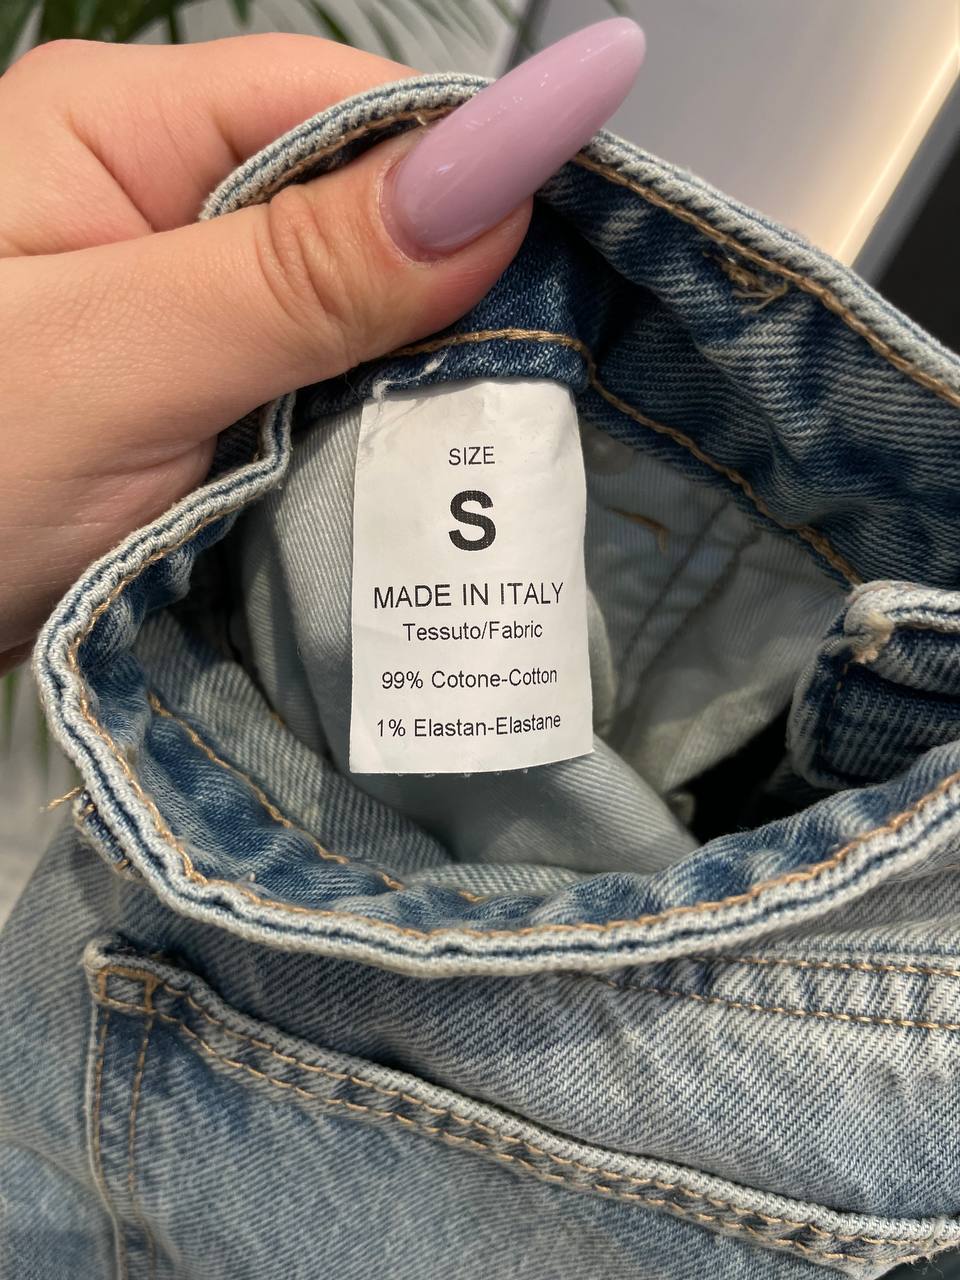 SIZE
S
MADE IN ITALY
Tessuto/Fabric
99% Cotone-Cotton
1% Elastan-Elastane